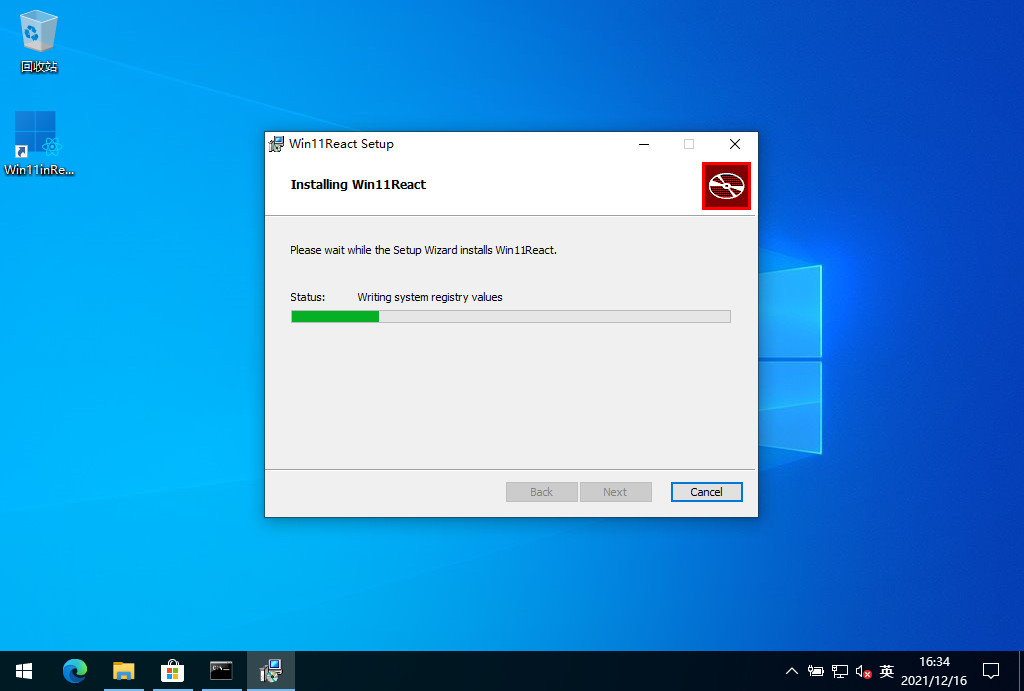 回收站
Win11inRe...
Win11React Setup
Installing Win11React
Please wait while the Setup Wizard installs Win11React.
Status: Writing system registry values
Back Next Cancel
英
16:34
2021/12/16